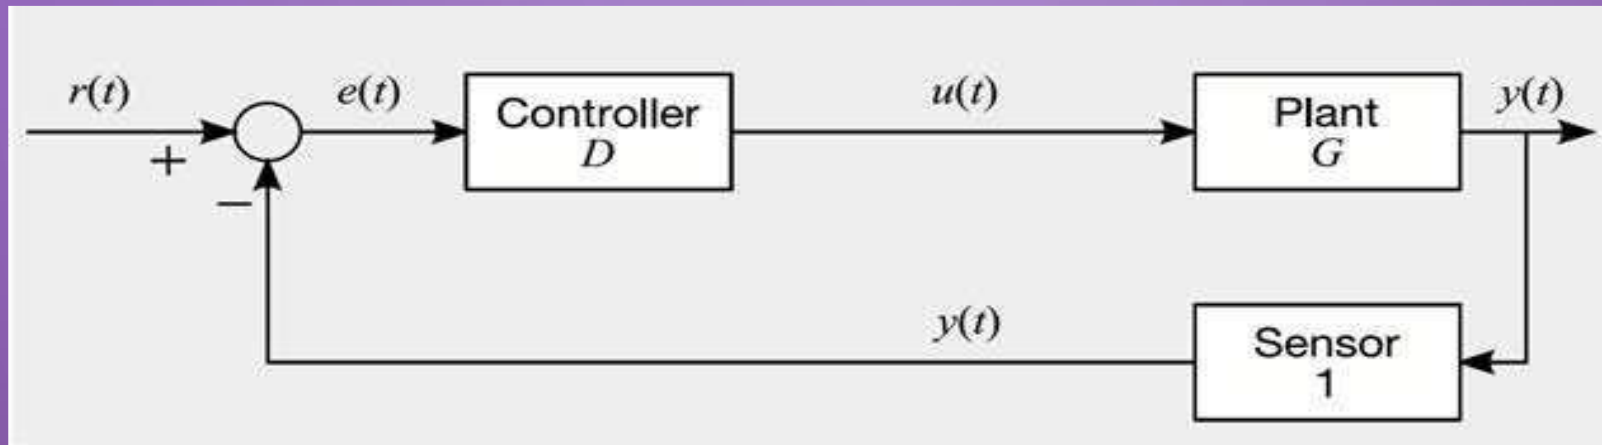 r(t)
+
−
e(t)
Controller
D
u(t)
Plant
G
y(t)
y(t)
Sensor
1